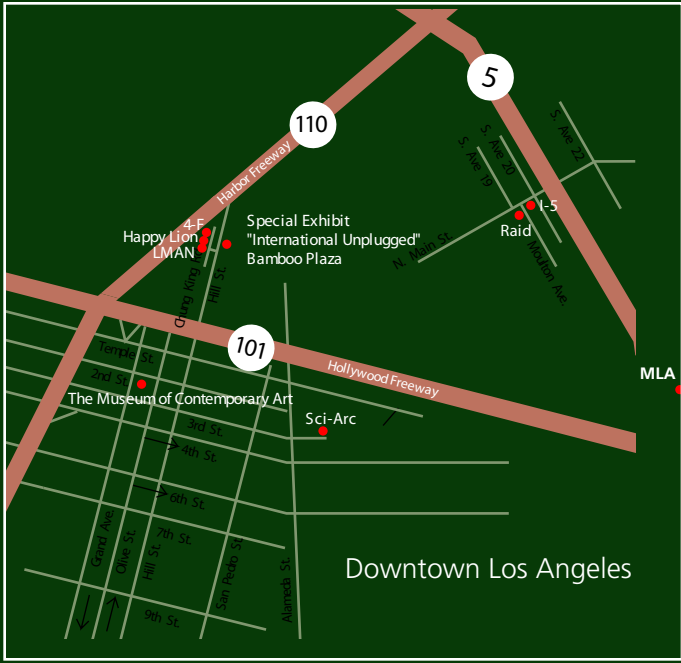 5
110
Harbor Freeway
S. Ave 22
S. Ave 20
S. Ave 19
I-5
Raid
N. Main St.
Moulton Ave.
4-F
Happy Lion
LMAN
Special Exhibit
"International Unplugged"
Bamboo Plaza
Chung King
Hill St.
101
Hollywood Freeway
MLA
Temple St.
2nd St.
The Museum of Contemporary Art
Sci-Arc
3rd St.
4th St.
6th St.
7th St.
9th St.
Grand Ave.
Olive St.
Hill St.
San Pedro St.
Alameda St.
Downtown Los Angeles